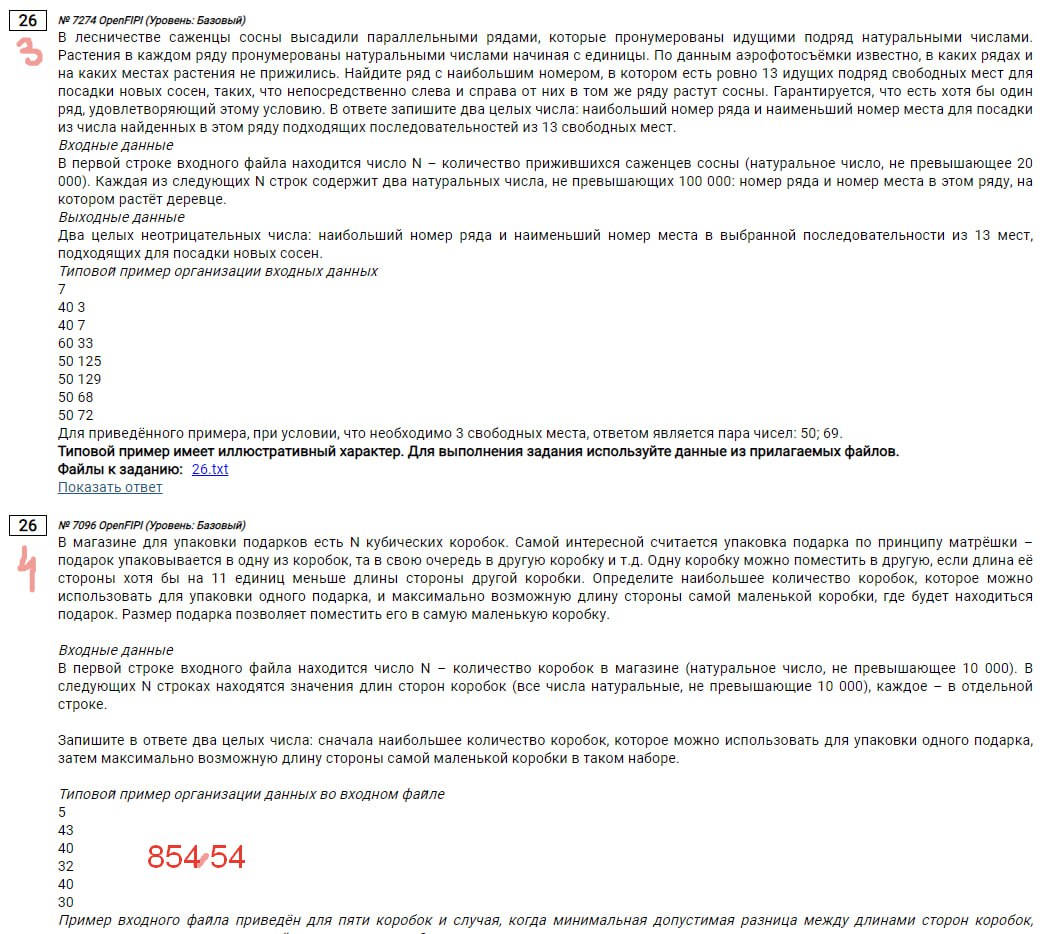 26 № 7274 OpenFIPI (Уровень: Базовый)
3
В лесничестве саженцы сосны высадили параллельными рядами, которые пронумерованы идущими подряд натуральными числами.
Растения в каждом ряду пронумерованы натуральными числами начиная с единицы. По данным аэрофотосъёмки известно, в каких рядах и
на каких местах растения не прижились. Найдите ряд с наибольшим номером, в котором есть ровно 13 идущих подряд свободных мест для
посадки новых сосен, таких, что непосредственно слева и справа от них в том же ряду растут сосны. Гарантируется, что есть хотя бы один
ряд, удовлетворяющий этому условию. В ответе запишите два целых числа: наибольший номер ряда и наименьший номер места для посадки
из числа найденных в этом ряду подходящих последовательностей из 13 свободных мест.
Входные данные
В первой строке входного файла находится число N – количество прижившихся саженцев сосны (натуральное число, не превышающее 20
000). Каждая из следующих N строк содержит два натуральных числа, не превышающих 100 000: номер ряда и номер места в этом ряду, на
котором растёт деревце.
Выходные данные
Два целых неотрицательных числа: наибольший номер ряда и наименьший номер места в выбранной последовательности из 13 мест,
подходящих для посадки новых сосен.
Типовой пример организации входных данных
7
40 3
40 7
60 33
50 125
50 129
50 68
50 72
Для приведённого примера, при условии, что необходимо 3 свободных места, ответом является пара чисел: 50; 69.
Типовой пример имеет иллюстративный характер. Для выполнения задания используйте данные из прилагаемых файлов.
Файлы к заданию: 26.txt
Показать ответ
26 № 7096 OpenFIPI (Уровень: Базовый)
4
В магазине для упаковки подарков есть N кубических коробок. Самой интересной считается упаковка подарка по принципу матрёшки –
подарок упаковывается в одну из коробок, та в свою очередь в другую коробку и т.д. Одну коробку можно поместить в другую, если длина её
стороны хотя бы на 11 единиц меньше длины стороны другой коробки. Определите наибольшее количество коробок, которое можно
использовать для упаковки одного подарка, и максимально возможную длину стороны самой маленькой коробки, где будет находиться
подарок. Размер подарка позволяет поместить его в самую маленькую коробку.
Входные данные
В первой строке входного файла находится число N – количество коробок в магазине (натуральное число, не превышающее 10 000). В
следующих N строках находятся значения длин сторон коробок (все числа натуральные, не превышающие 10 000), каждое – в отдельной
строке.
Запишите в ответе два целых числа: сначала наибольшее количество коробок, которое можно использовать для упаковки одного подарка,
затем максимально возможную длину стороны самой маленькой коробки в таком наборе.
Типовой пример организации данных во входном файле
5
43
40
854 54
32
40
30
Пример входного файла приведён для пяти коробок и случая, когда минимальная допустимая разница между длинами сторон коробок,